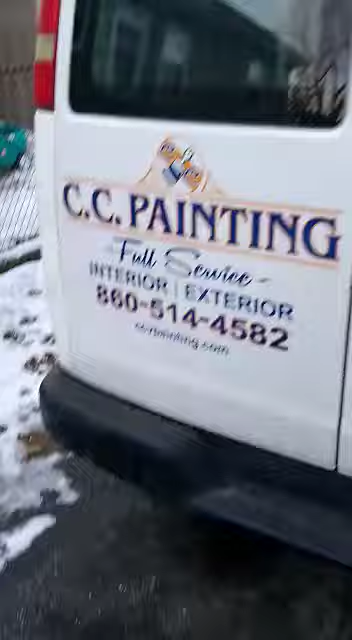 C.C. PAINTING
Full Service -
INTERIOR | EXTERIOR
860-514-4582